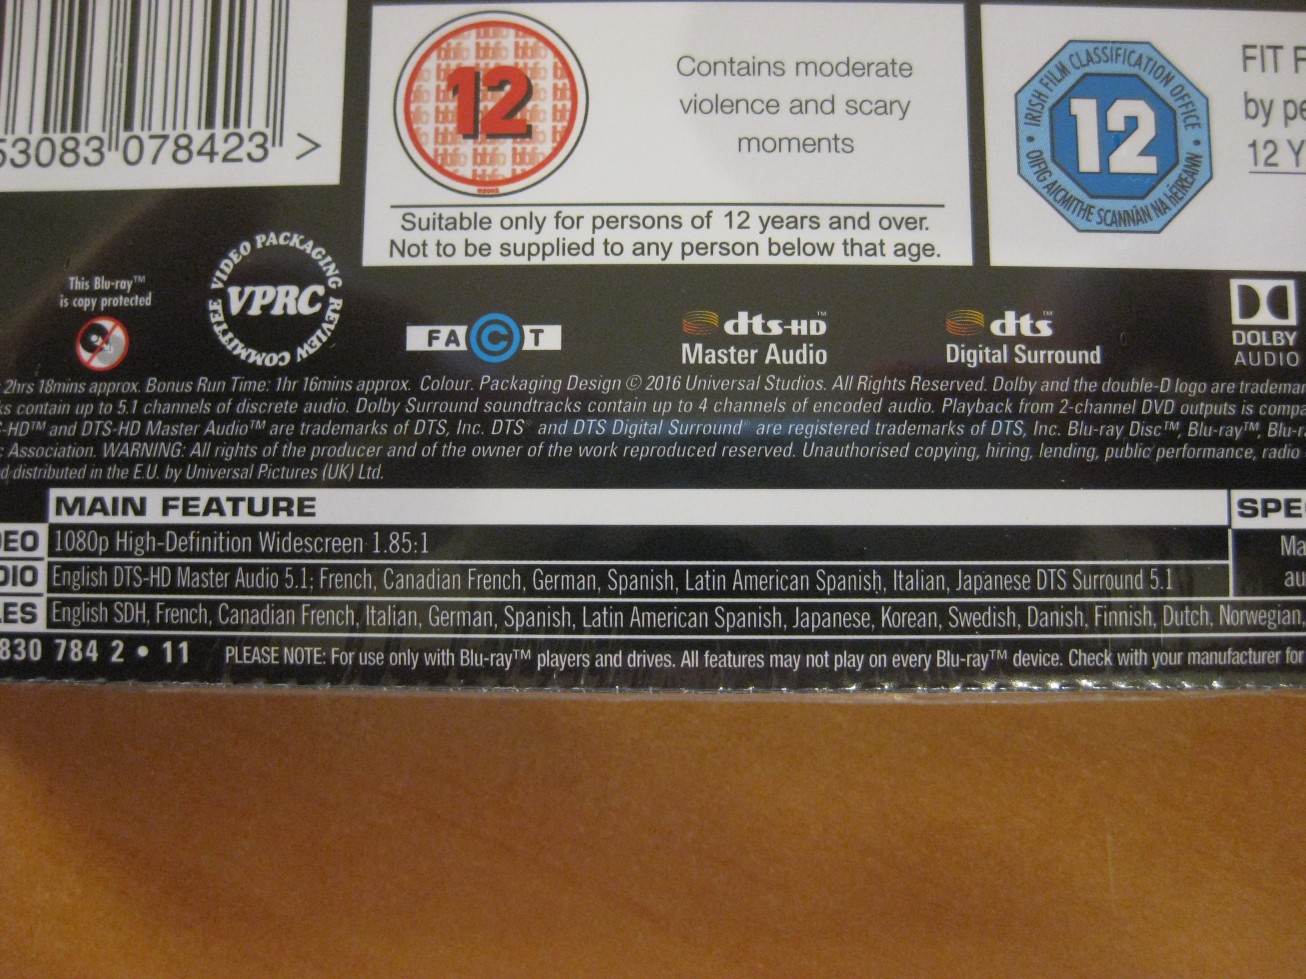 53083 078423 >
12
Contains moderate
violence and scary
moments
Suitable only for persons of 12 years and over.
Not to be supplied to any person below that age.
IRISH FILM CLASSIFICATION OFFICE
12
OIFIG AICMITHE SCANNÁN NA hÉIREANN
FIT F
by pe
12 Y
This Blu-ray™
is copy protected
VIDEO PACKAGING REVIEW COMMITTEE
VPRC
FACT
dts-HD™
Master Audio
dts™
Digital Surround
DOLBY
AUDIO
2hrs 18mins approx. Bonus Run Time: 1hr 16mins approx. Colour. Packaging Design © 2016 Universal Studios. All Rights Reserved. Dolby and the double-D logo are trademar
ks contain up to 5.1 channels of discrete audio. Dolby Surround soundtracks contain up to 4 channels of encoded audio. Playback from 2-channel DVD outputs is compa
S-HD™ and DTS-HD Master Audio™ are trademarks of DTS, Inc. DTS® and DTS Digital Surround® are registered trademarks of DTS, Inc. Blu-ray Disc™, Blu-ray™, Blu-r
c Association. WARNING: All rights of the producer and of the owner of the work reproduced reserved. Unauthorised copying, hiring, lending, public performance, radio
d distributed in the E.U. by Universal Pictures (UK) Ltd.
MAIN FEATURE
SPE
EO 1080p High-Definition Widescreen 1.85:1
Ma
DIO English DTS-HD Master Audio 5.1; French, Canadian French, German, Spanish, Latin American Spanish, Italian, Japanese DTS Surround 5.1
au
LES English SDH, French, Canadian French, Italian, German, Spanish, Latin American Spanish, Japanese, Korean, Swedish, Danish, Finnish, Dutch, Norwegian,
830 784 2 • 11 PLEASE NOTE: For use only with Blu-ray™ players and drives. All features may not play on every Blu-ray™ device. Check with your manufacturer for